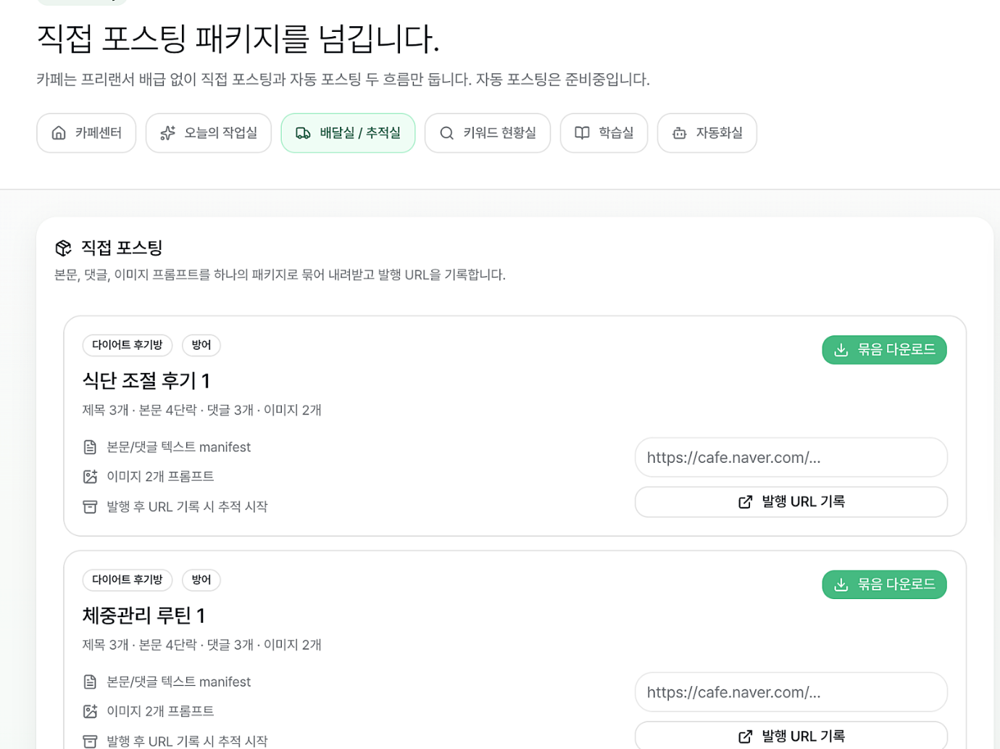 직접 포스팅 패키지를 넘깁니다.
카페는 프리랜서 배급 없이 직접 포스팅과 자동 포스팅 두 흐름만 둡니다. 자동 포스팅은 준비중입니다.
카페센터
오늘의 작업실
배달실 / 추적실
키워드 현황실
학습실
자동화실
직접 포스팅
본문, 댓글, 이미지 프롬프트를 하나의 패키지로 묶어 내려받고 발행 URL을 기록합니다.
다이어트 후기방
방어
묶음 다운로드
식단 조절 후기 1
제목 3개 · 본문 4단락 · 댓글 3개 · 이미지 2개
본문/댓글 텍스트 manifest
이미지 2개 프롬프트
발행 후 URL 기록 시 추적 시작
https://cafe.naver.com/...
발행 URL 기록
다이어트 후기방
방어
묶음 다운로드
체중관리 루틴 1
제목 3개 · 본문 4단락 · 댓글 3개 · 이미지 2개
본문/댓글 텍스트 manifest
이미지 2개 프롬프트
발행 후 URL 기록 시 추적 시작
https://cafe.naver.com/...
발행 URL 기록